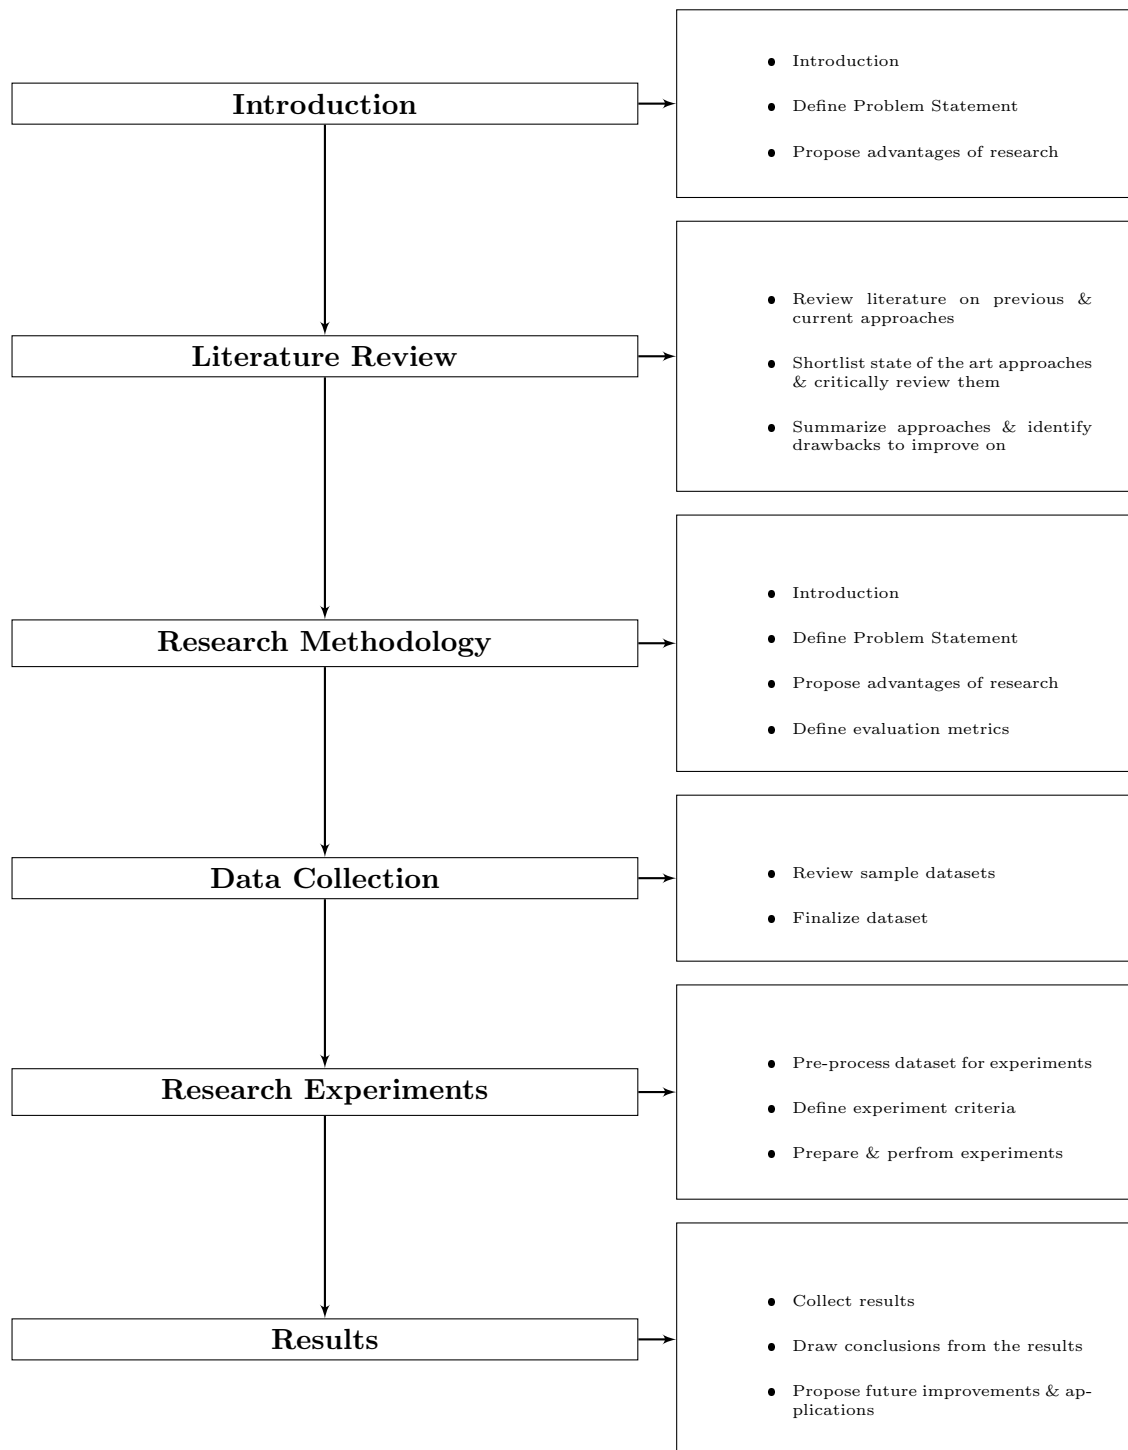 Introduction
• Introduction
• Define Problem Statement
• Propose advantages of research
Literature Review
• Review literature on previous &
current approaches
• Shortlist state of the art approaches
& critically review them
• Summarize approaches & identify
drawbacks to improve on
Research Methodology
• Introduction
• Define Problem Statement
• Propose advantages of research
• Define evaluation metrics
Data Collection
• Review sample datasets
• Finalize dataset
Research Experiments
• Pre-process dataset for experiments
• Define experiment criteria
• Prepare & perfrom experiments
Results
• Collect results
• Draw conclusions from the results
• Propose future improvements & ap-
plications